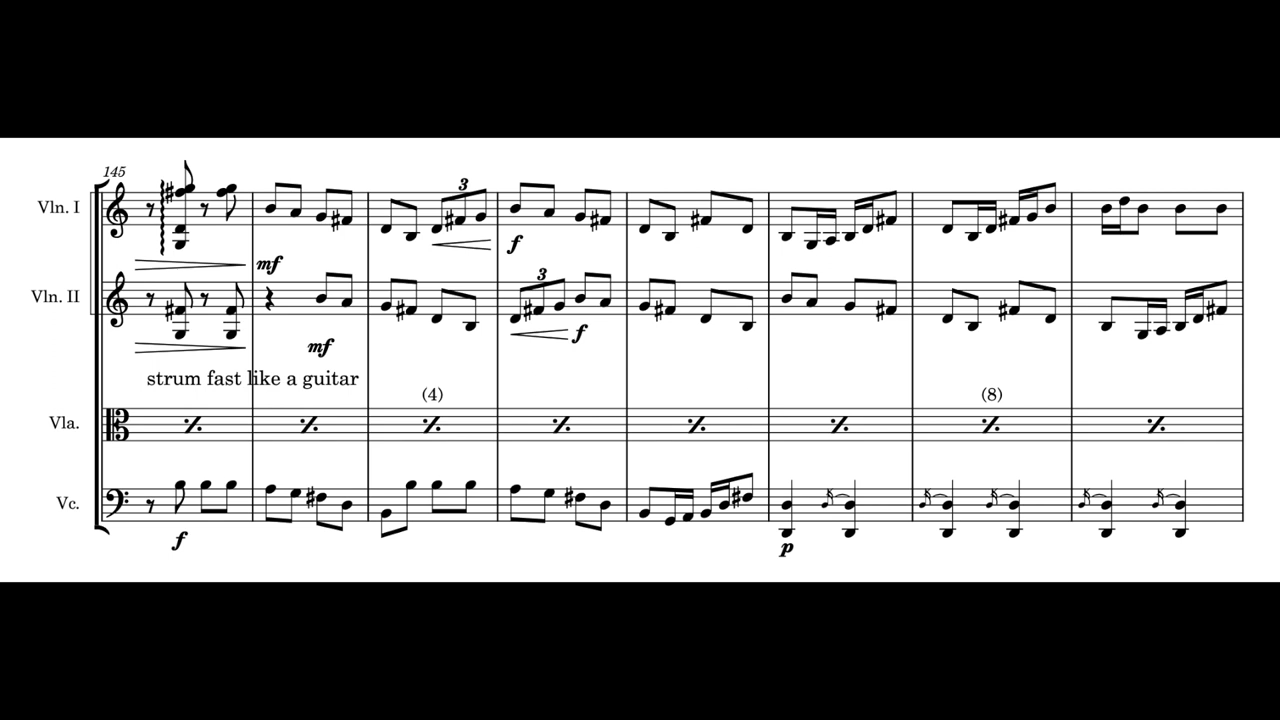 145
Vln. I
3
mf
f
Vln. II
3
mf
f
strum fast like a guitar
(4)
(8)
Vla.
Vc.
f
p